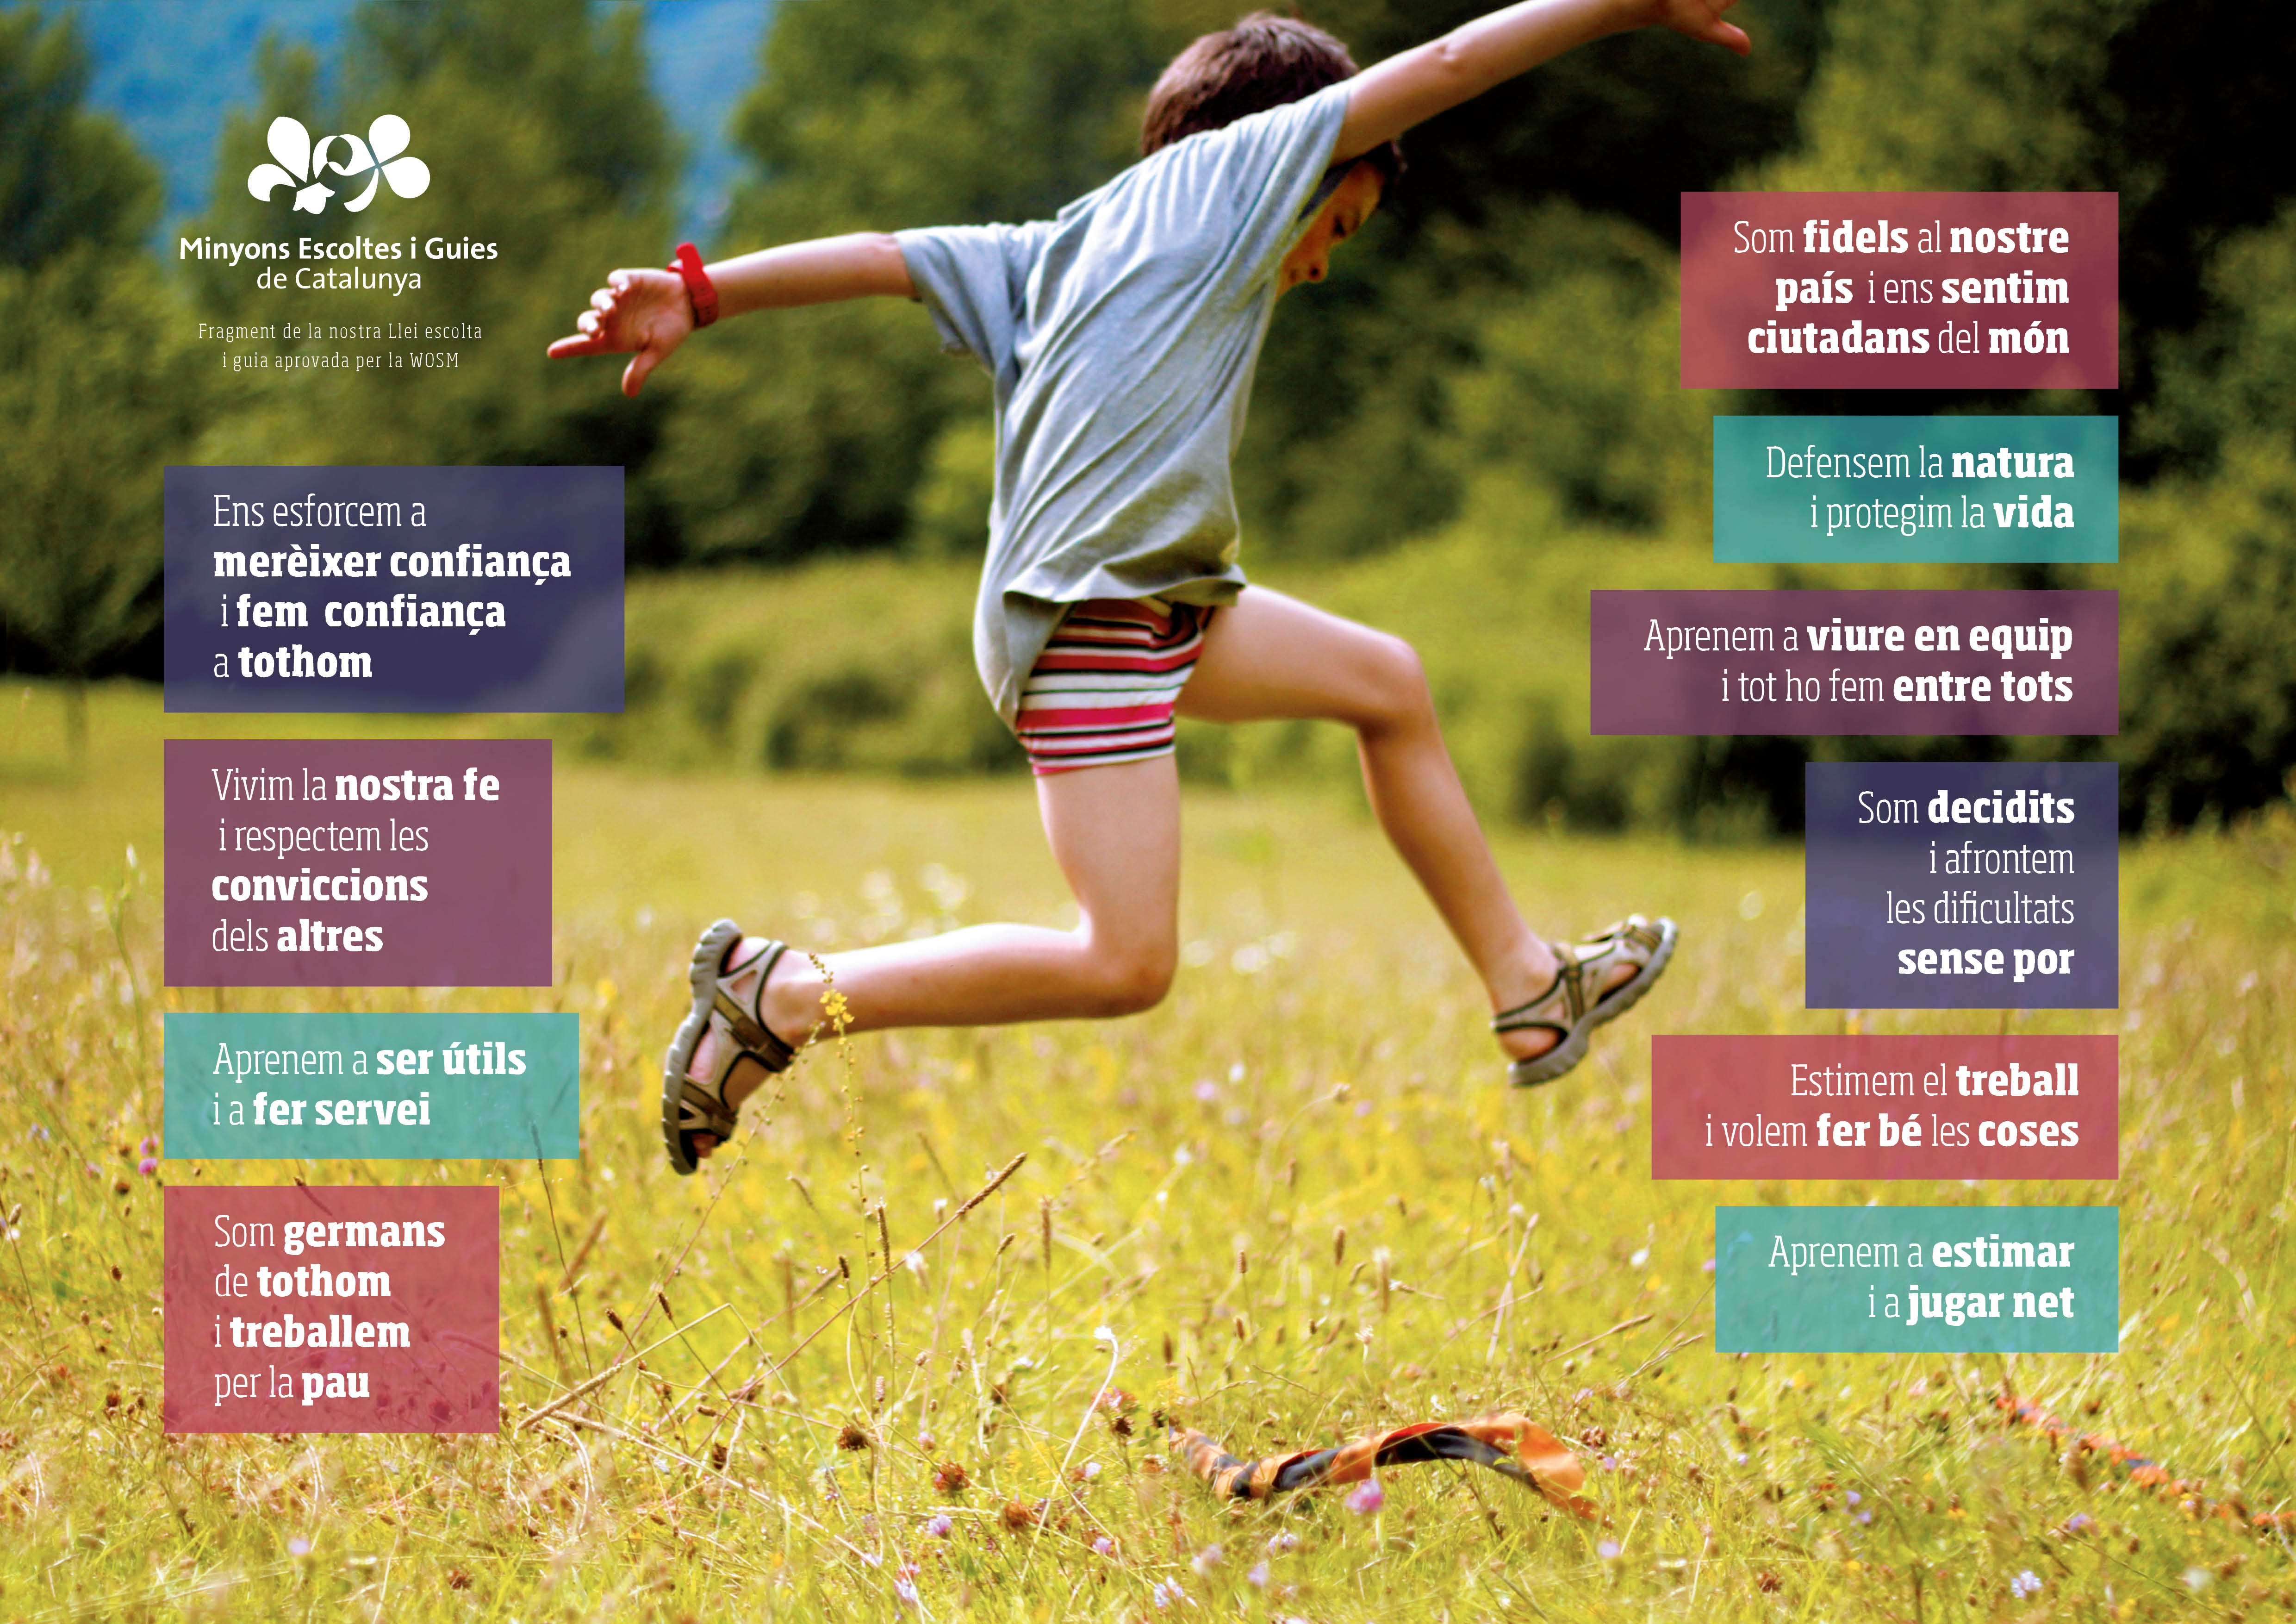 Minyons Escoltes i Guies
de Catalunya
Fragment de la nostra Llei escolta
i guia aprovada per la WOSM
Ens esforcem a
merèixer confiança
i fem confiança
a tothom
Vivim la nostra fe
i respectem les
conviccions
dels altres
Aprenem a ser útils
i a fer servei
Som germans
de tothom
i treballem
per la pau
Som fidels al nostre
país i ens sentim
ciutadans del món
Defensem la natura
i protegim la vida
Aprenem a viure en equip
i tot ho fem entre tots
Som decidits
i afrontem
les dificultats
sense por
Estimem el treball
i volem fer bé les coses
Aprenem a estimar
i a jugar net